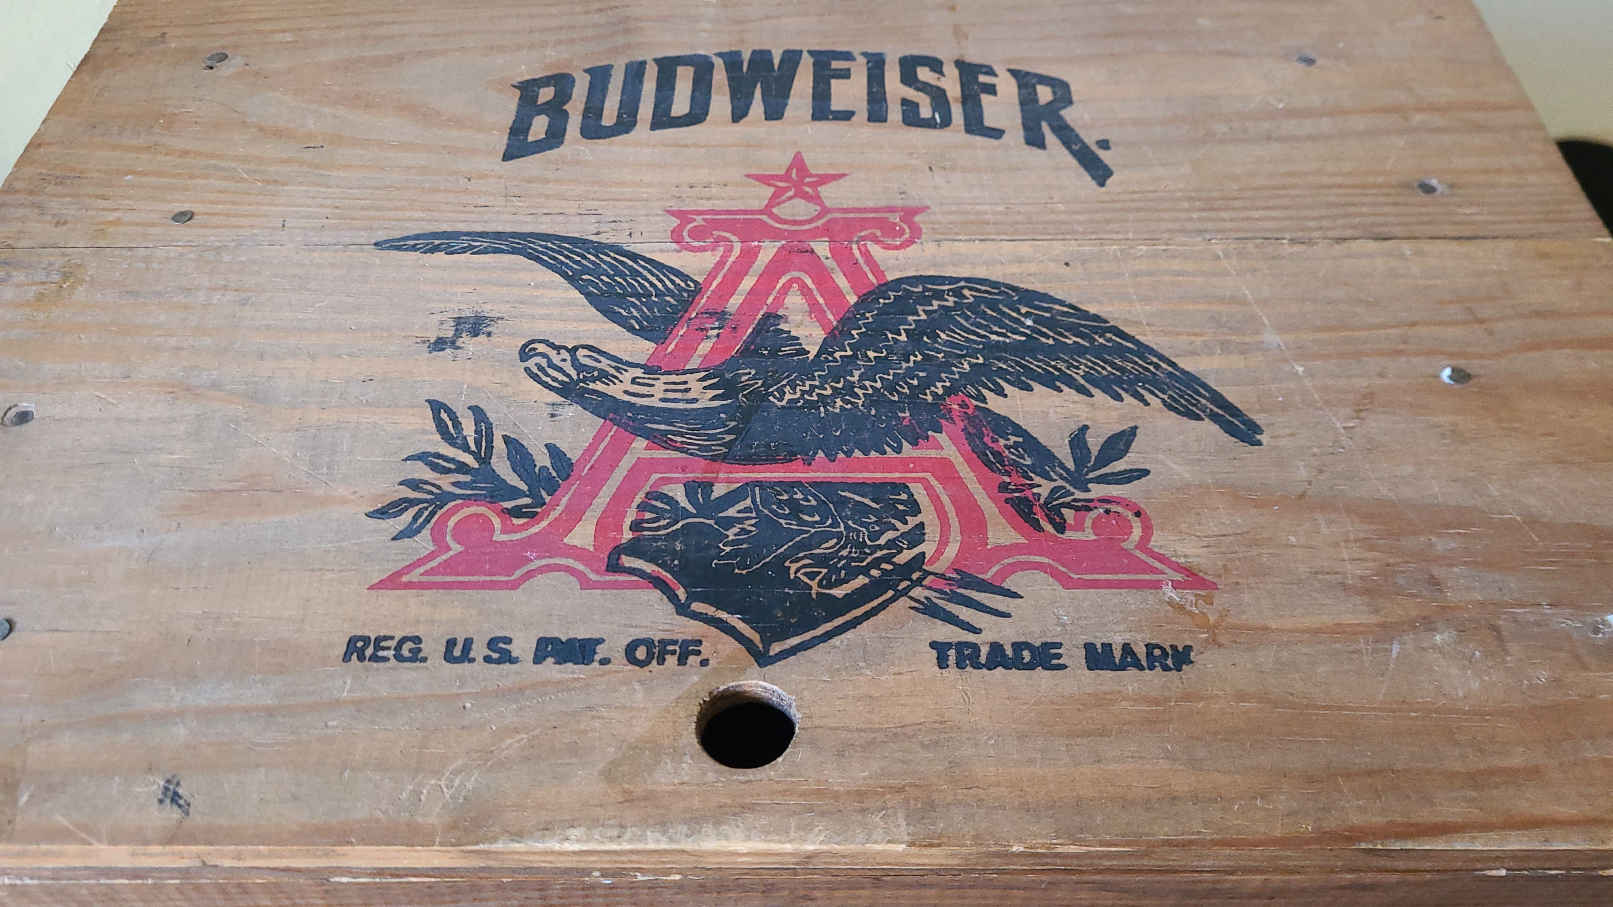 BUDWEISER.
A
REG. U.S. PAT. OFF. TRADE MARK